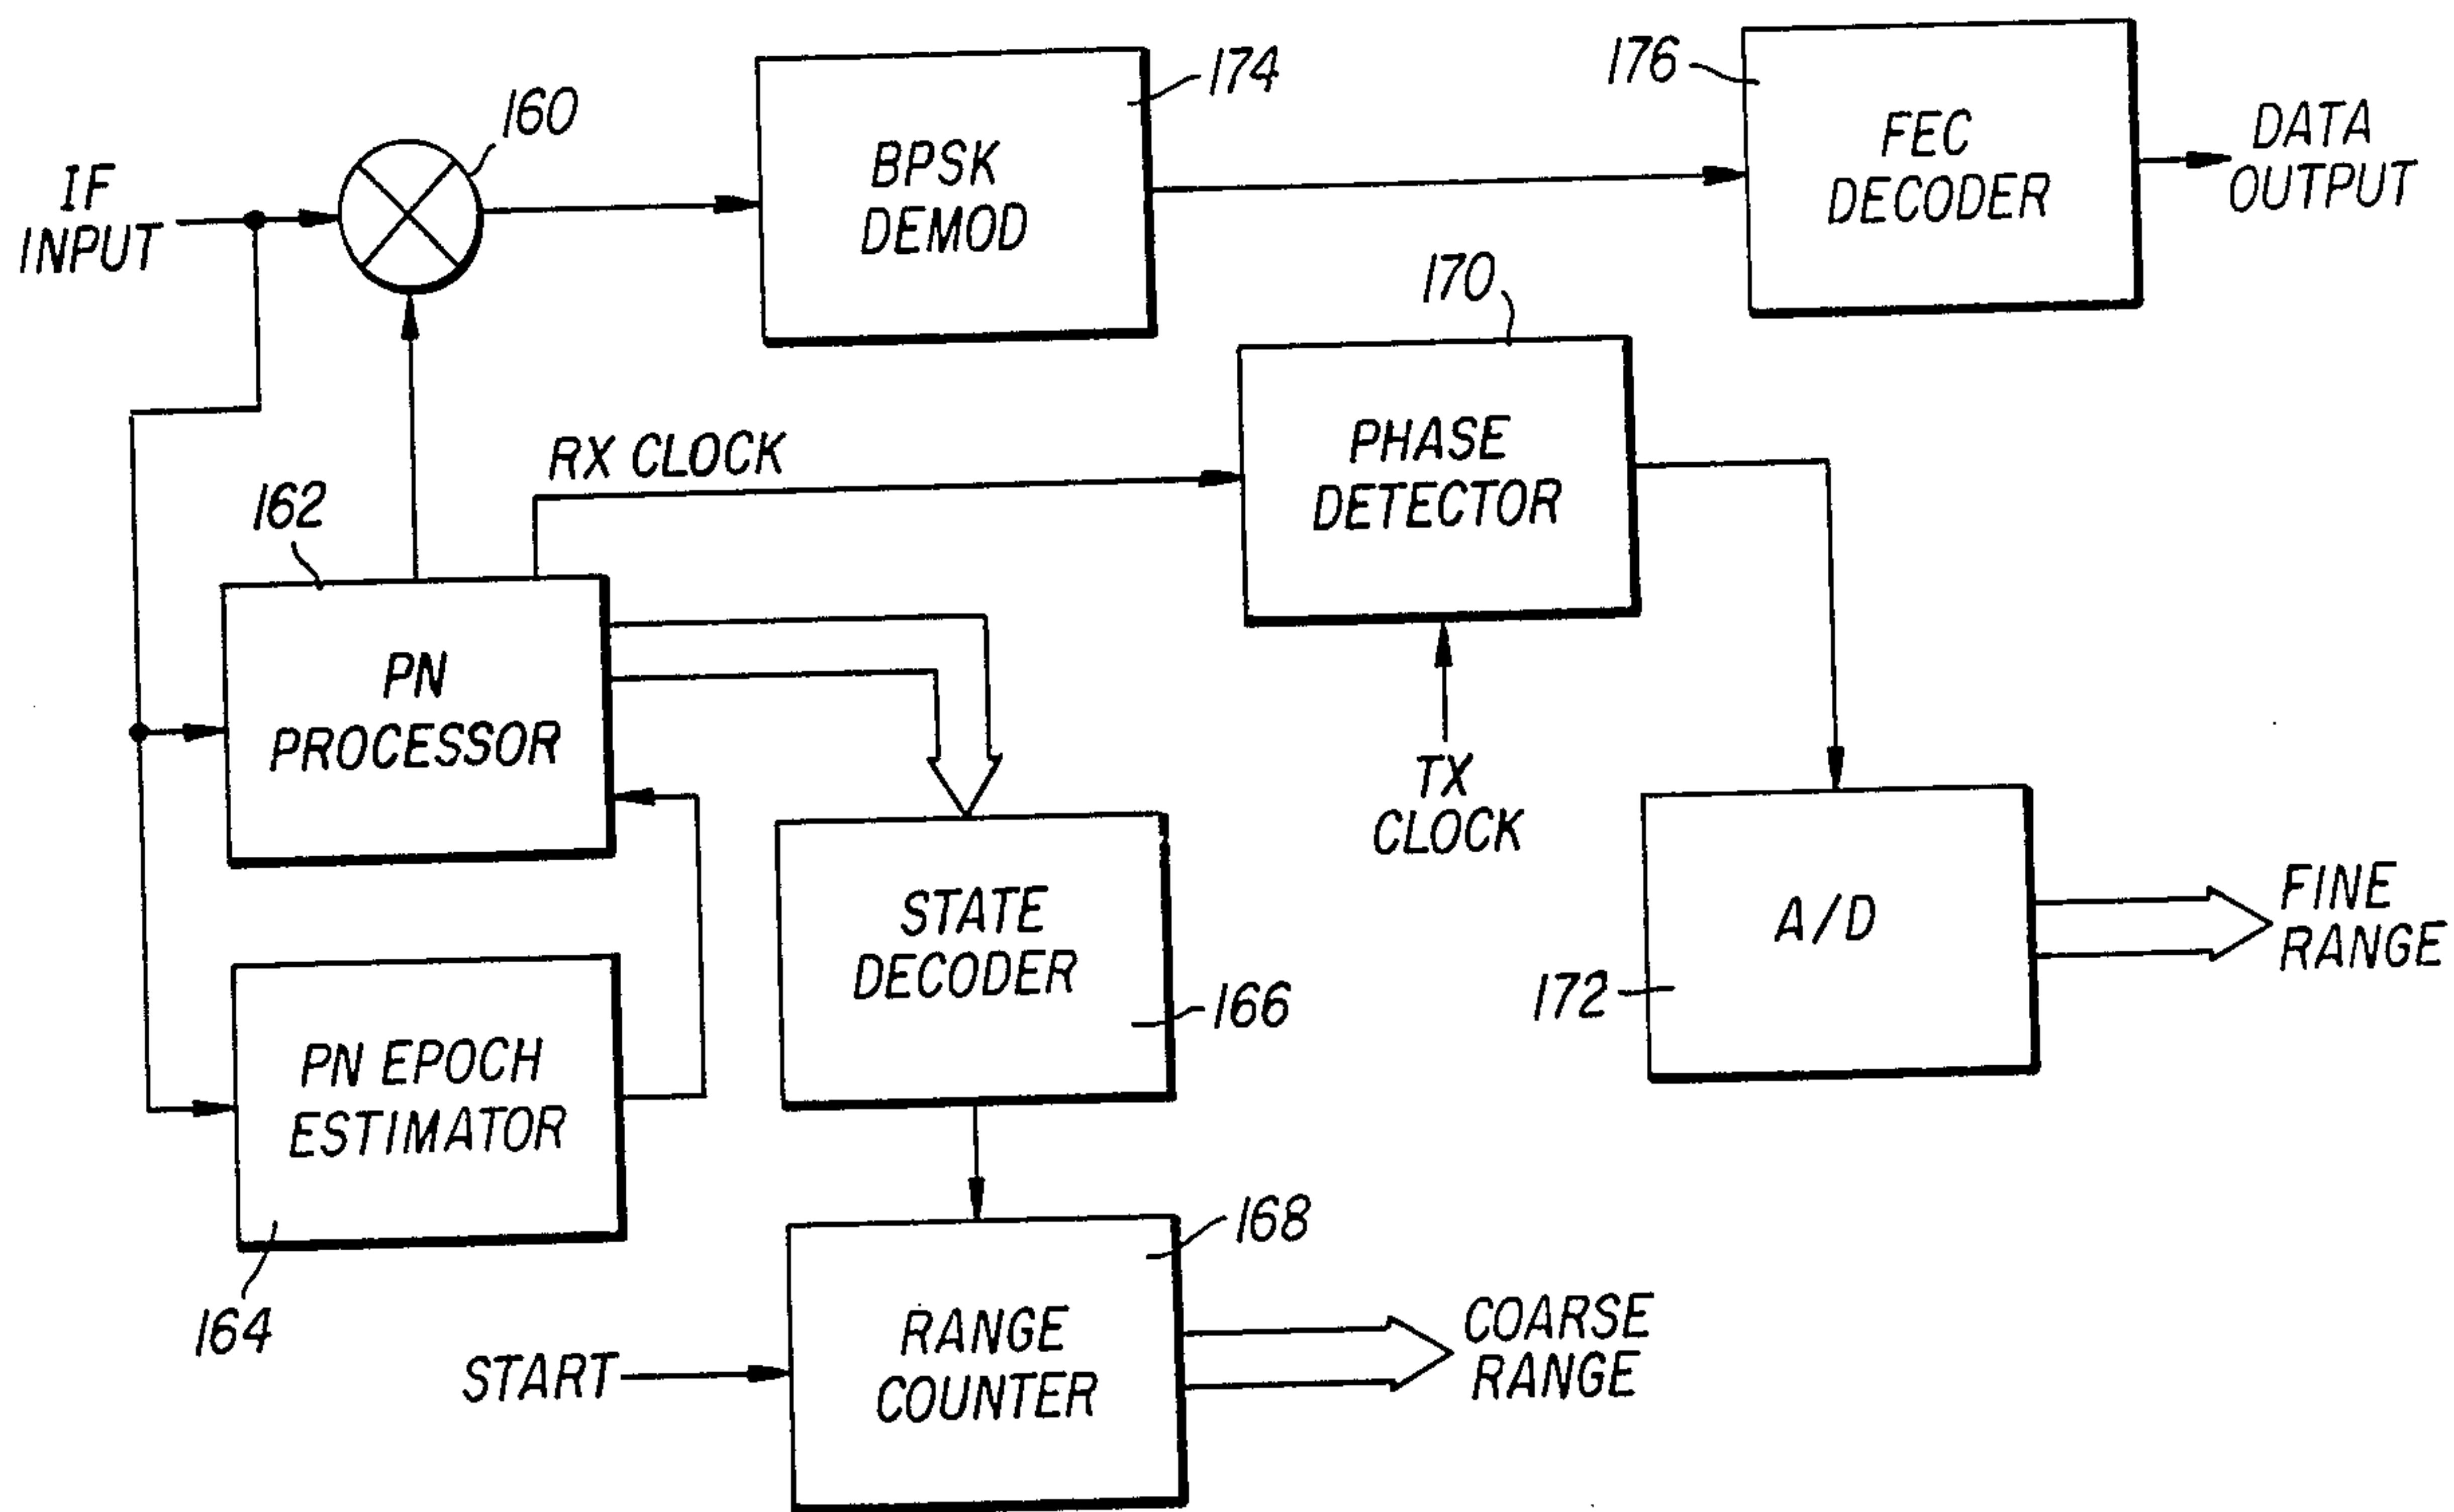 160
174
176
IF
INPUT
BPSK
DEMOD
FEC
DECODER
DATA
OUTPUT
170
162
RX CLOCK
PHASE
DETECTOR
PN
PROCESSOR
TX
CLOCK
STATE
DECODER
166
A/D
172
FINE
RANGE
PN EPOCH
ESTIMATOR
164
168
START
RANGE
COUNTER
COARSE
RANGE